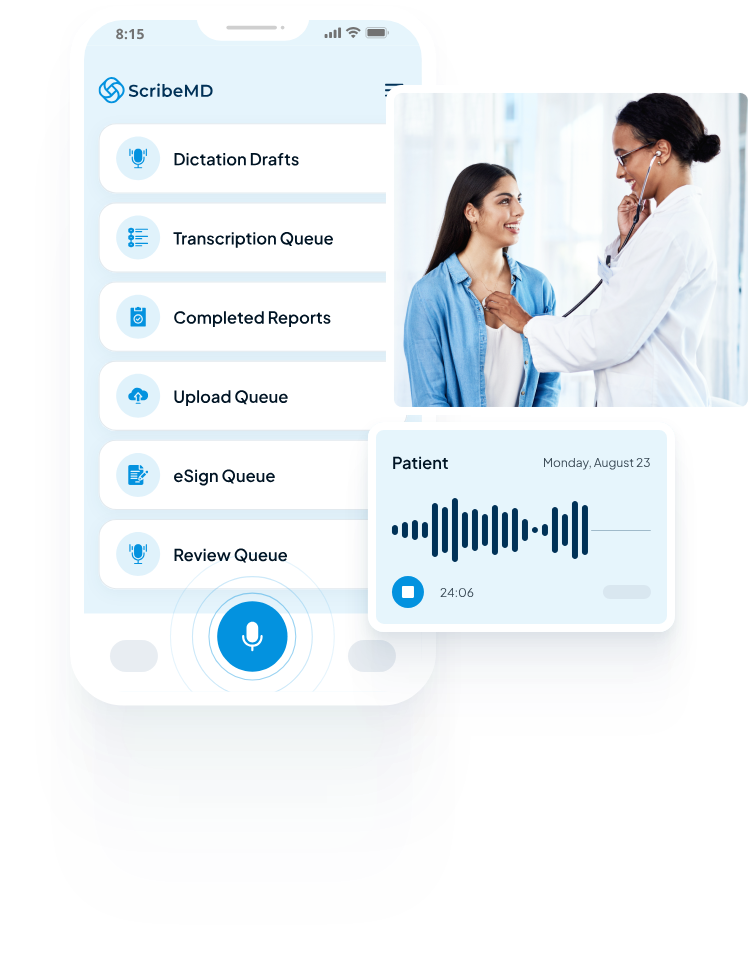 8:15
ScribeMD
Dictation Drafts
Transcription Queue
Completed Reports
Upload Queue
eSign Queue
Review Queue
Patient
Monday, August 23
24:06